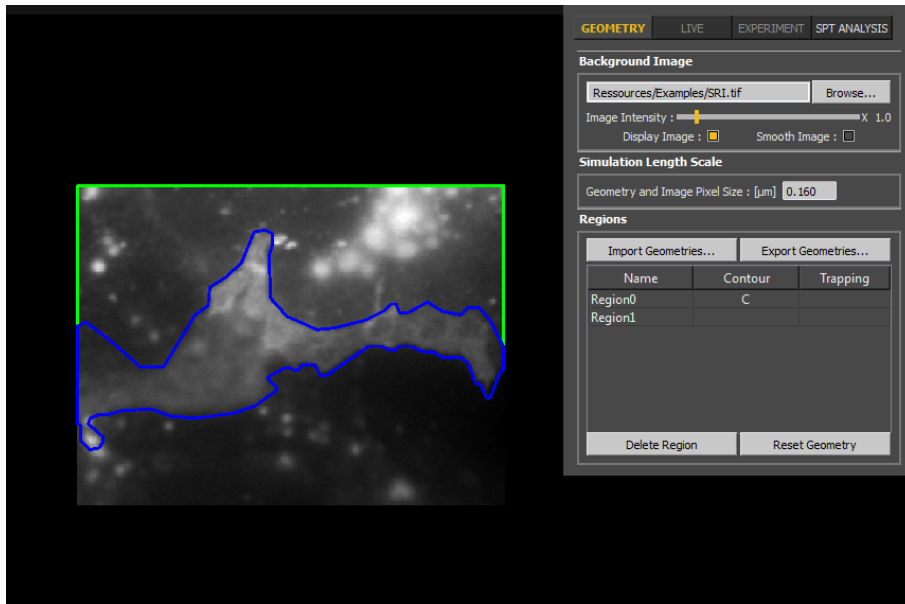 GEOMETRY LIVE EXPERIMENT SPT ANALYSIS
Background Image
Ressources/Examples/SRI.tif Browse...
Image Intensity : X 1.0
Display Image : Smooth Image :
Simulation Length Scale
Geometry and Image Pixel Size : [µm] 0.160
Regions
Import Geometries... Export Geometries...
Name Contour Trapping
Region0 C
Region1
Delete Region Reset Geometry